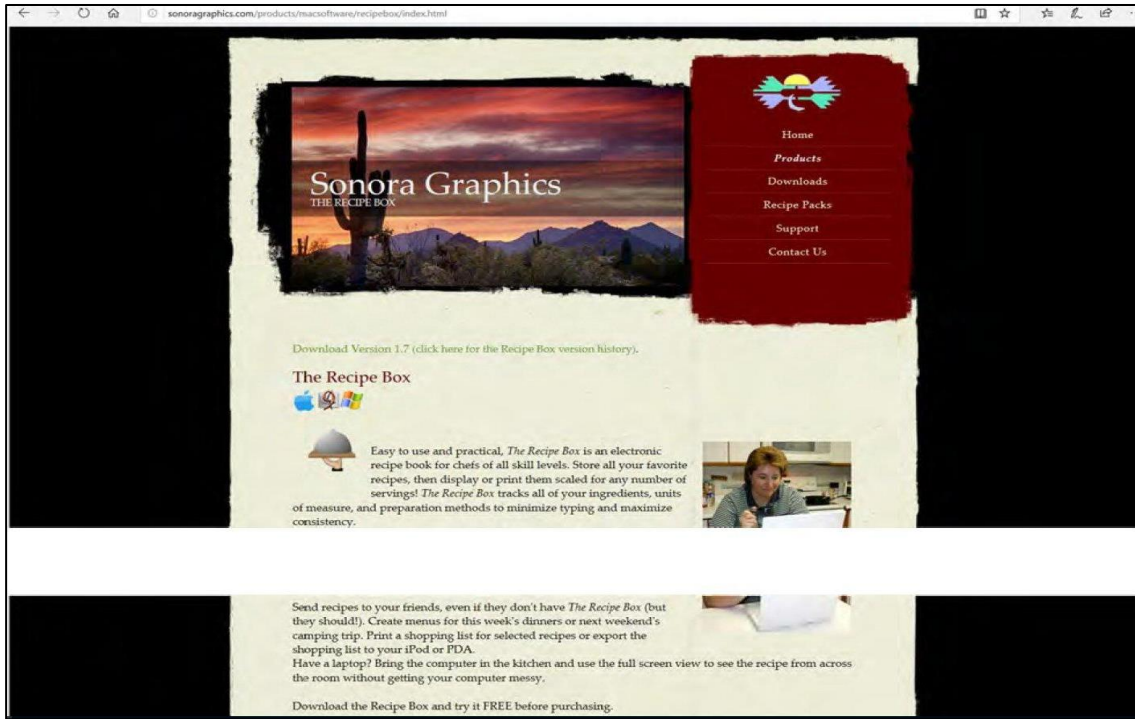 sonoragraphics.com/products/macsoftware/recipebox/index.html
Sonora Graphics
THE RECIPE BOX
Home
Products
Downloads
Recipe Packs
Support
Contact Us
Download Version 1.7 (click here for the Recipe Box version history).
The Recipe Box
Easy to use and practical, The Recipe Box is an electronic
recipe book for chefs of all skill levels. Store all your favorite
recipes, then display or print them scaled for any number of
servings! The Recipe Box tracks all of your ingredients, units
of measure, and preparation methods to minimize typing and maximize
consistency.
Send recipes to your friends, even if they don't have The Recipe Box (but
they should!). Create menus for this week's dinners or next weekend's
camping trip. Print a shopping list for selected recipes or export the
shopping list to your iPod or PDA.
Have a laptop? Bring the computer in the kitchen and use the full screen view to see the recipe from across
the room without getting your computer messy.
Download the Recipe Box and try it FREE before purchasing.